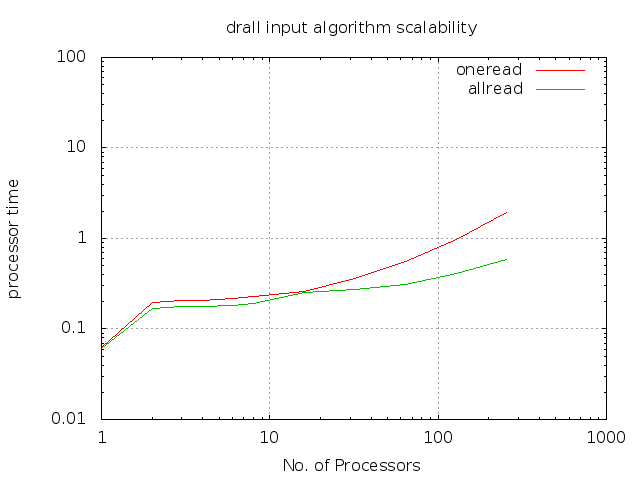 drall input algorithm scalability
100
oneread
allread
10
1
processor time
0.1
0.01
1
10
100
1000
No. of Processors